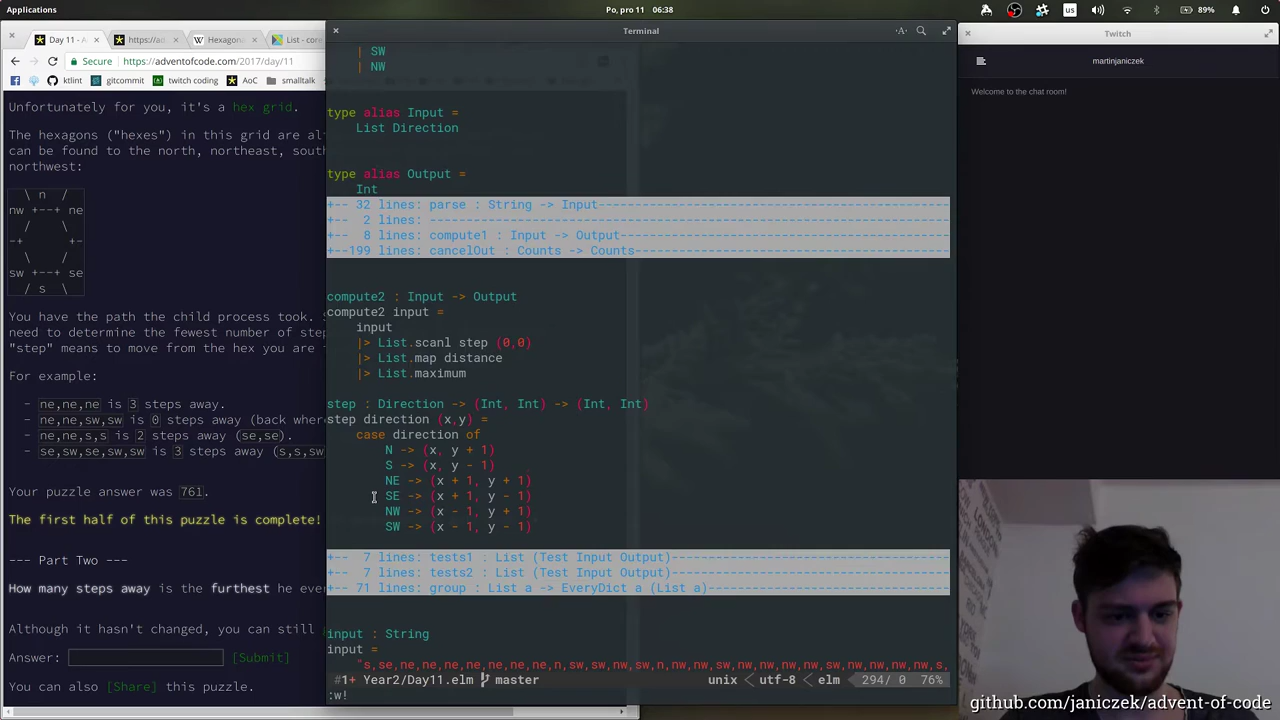 Applications
Po, pro 11 06:38
us
89%
Day 11 - A
https://ad
Hexagona
List - core
Secure
https://adventofcode.com/2017/day/11
ktlint
gitcommit
twitch coding
AoC
smalltalk
Unfortunately for you, it's a hex grid.
The hexagons ("hexes") in this grid are al
can be found to the north, northeast, sout
northwest:
\ n /
nw +--+ ne
/ \
-+ +-
\ /
sw +--+ se
/ s \
You have the path the child process took. S
need to determine the fewest number of step
"step" means to move from the hex you are i
For example:
- ne,ne,ne is 3 steps away.
- ne,ne,sw,sw is 0 steps away (back where
- ne,ne,s,s is 2 steps away (se,se).
- se,sw,se,sw,sw is 3 steps away (s,s,sw
Your puzzle answer was 761.
The first half of this puzzle is complete!
--- Part Two ---
How many steps away is the furthest he eve
Although it hasn't changed, you can still
Answer:
[Submit]
You can also [Share] this puzzle.
Terminal
| SW
| NW
type alias Input =
List Direction
type alias Output =
Int
+-- 32 lines: parse : String -> Input
+-- 2 lines:
+-- 8 lines: compute1 : Input -> Output
+--199 lines: cancelOut : Counts -> Counts
compute2 : Input -> Output
compute2 input =
input
|> List.scanl step (0,0)
|> List.map distance
|> List.maximum
step : Direction -> (Int, Int) -> (Int, Int)
step direction (x,y) =
case direction of
N -> (x, y + 1)
S -> (x, y - 1)
NE -> (x + 1, y + 1)
SE -> (x + 1, y - 1)
NW -> (x - 1, y + 1)
SW -> (x - 1, y - 1)
+-- 7 lines: tests1 : List (Test Input Output)
+-- 7 lines: tests2 : List (Test Input Output)
+-- 71 lines: group : List a -> EveryDict a (List a)
input : String
input =
"s,se,ne,ne,ne,ne,ne,ne,ne,n,sw,sw,nw,sw,n,nw,nw,sw,nw,nw,nw,nw,sw,nw,nw,nw,nw,s,
#1+ Year2/Day11.elm master
unix < utf-8 < elm
294/ 0 76%
:w!
Twitch
martinjaniczek
Welcome to the chat room!
github.com/janiczek/advent-of-code